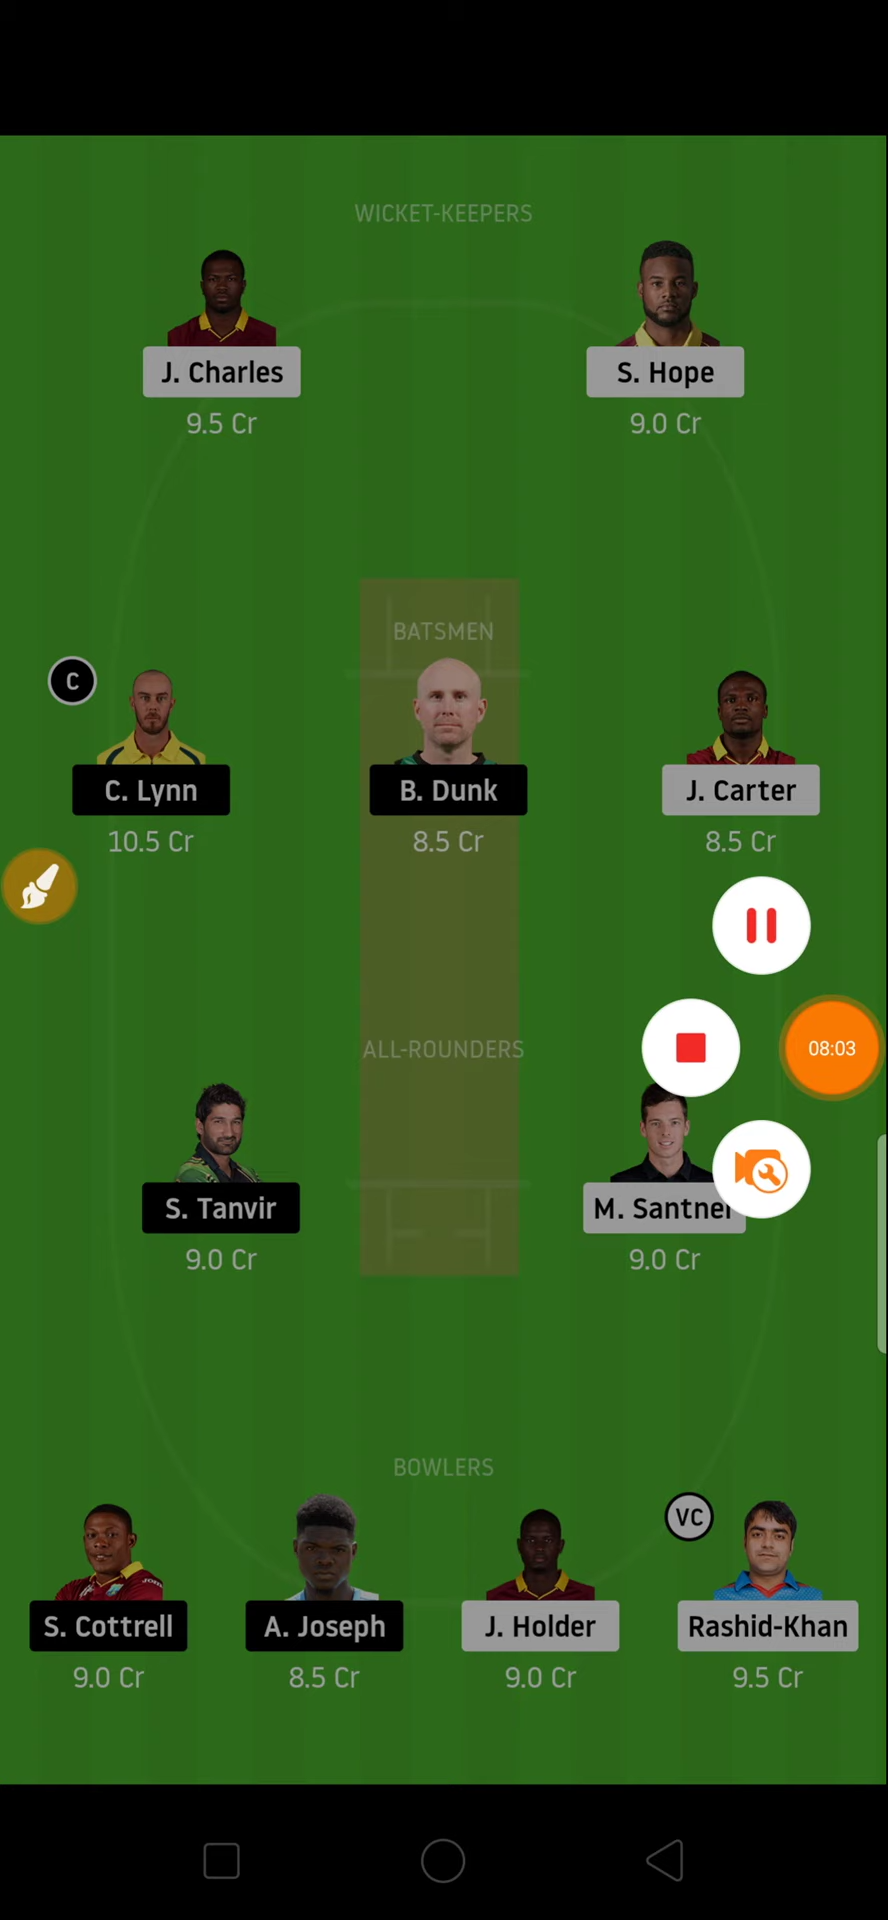 WICKET-KEEPERS
J. Charles
S. Hope
9.5 Cr
9.0 Cr
BATSMEN
C
C. Lynn
B. Dunk
J. Carter
10.5 Cr
8.5 Cr
8.5 Cr
ALL-ROUNDERS
08:03
S. Tanvir
M. Santner
9.0 Cr
9.0 Cr
BOWLERS
VC
S. Cottrell
A. Joseph
J. Holder
Rashid-Khan
9.0 Cr
8.5 Cr
9.0 Cr
9.5 Cr